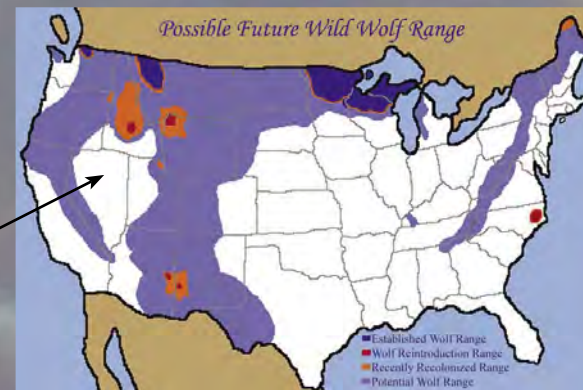 Possible Future Wild Wolf Range
Established Wolf Range
Wolf Reintroduction Range
Recently Recolonized Range
Potential Wolf Range